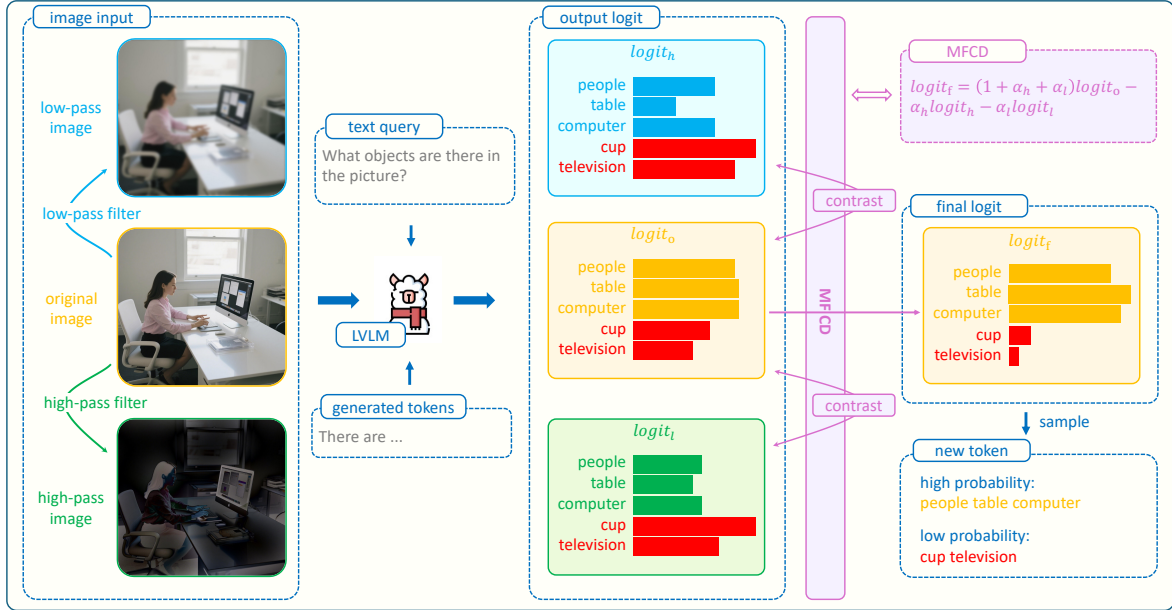 image input
low-pass
image
low-pass filter
original
image
high-pass filter
high-pass
image
text query
What objects are there in
the picture?
LVLM
generated tokens
There are ...
output logit
logit_h
people
table
computer
cup
television
logit_o
people
table
computer
cup
television
logit_l
people
table
computer
cup
television
MFCD
contrast
contrast
MFCD
logit_f = (1 + α_h + α_l)logit_o −
α_h logit_h − α_l logit_l
final logit
logit_f
people
table
computer
cup
television
sample
new token
high probability:
people table computer
low probability:
cup television